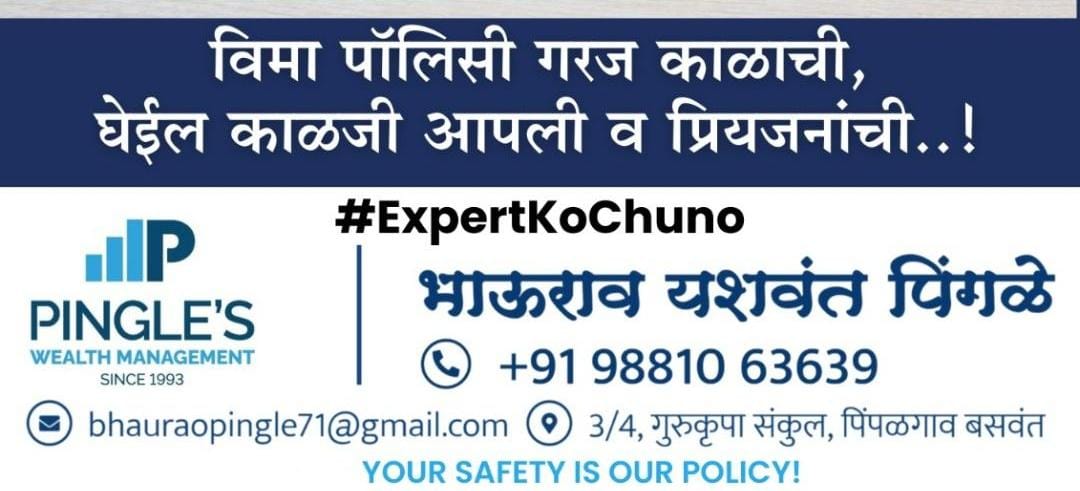 विमा पॉलिसी गरज काळाची,
घेईल काळजी आपली व प्रियजनांची..!
#ExpertKoChuno
P
PINGLE'S
WEALTH MANAGEMENT
SINCE 1993
भाऊराव यशवंत पिंगळे
+91 98810 63639
bhauraopingle71@gmail.com
3/4, गुरुकृपा संकुल, पिंपळगाव बसवंत
YOUR SAFETY IS OUR POLICY!